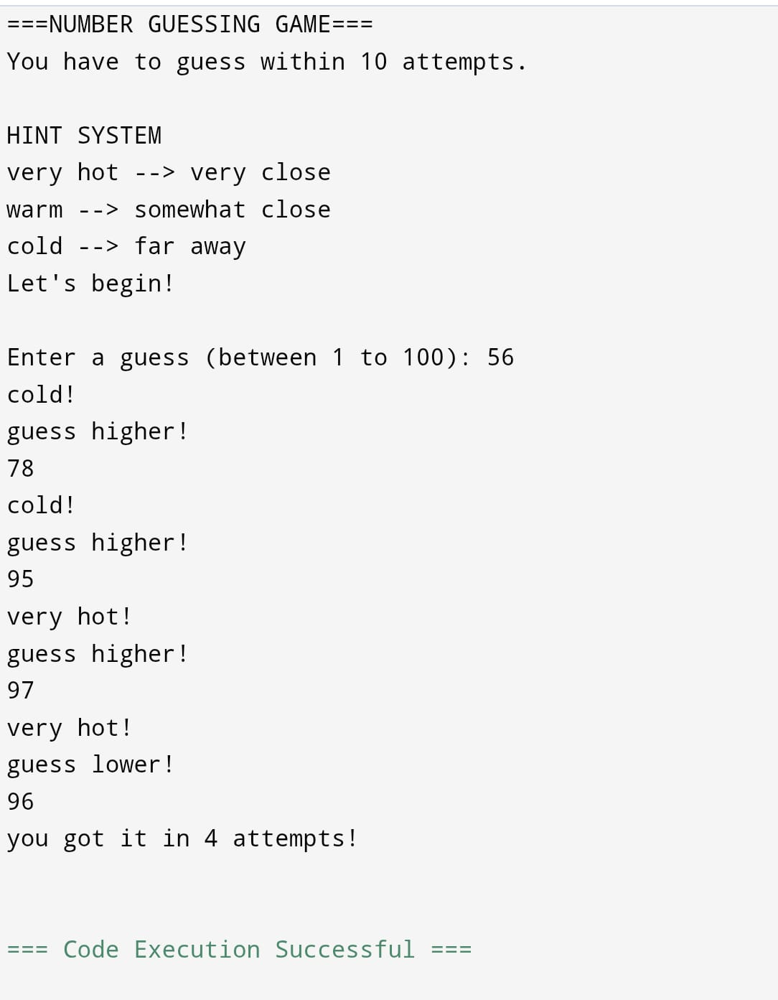 ===NUMBER GUESSING GAME===
You have to guess within 10 attempts.
HINT SYSTEM
very hot --> very close
warm --> somewhat close
cold --> far away
Let's begin!
Enter a guess (between 1 to 100): 56
cold!
guess higher!
78
cold!
guess higher!
95
very hot!
guess higher!
97
very hot!
guess lower!
96
you got it in 4 attempts!
=== Code Execution Successful ===